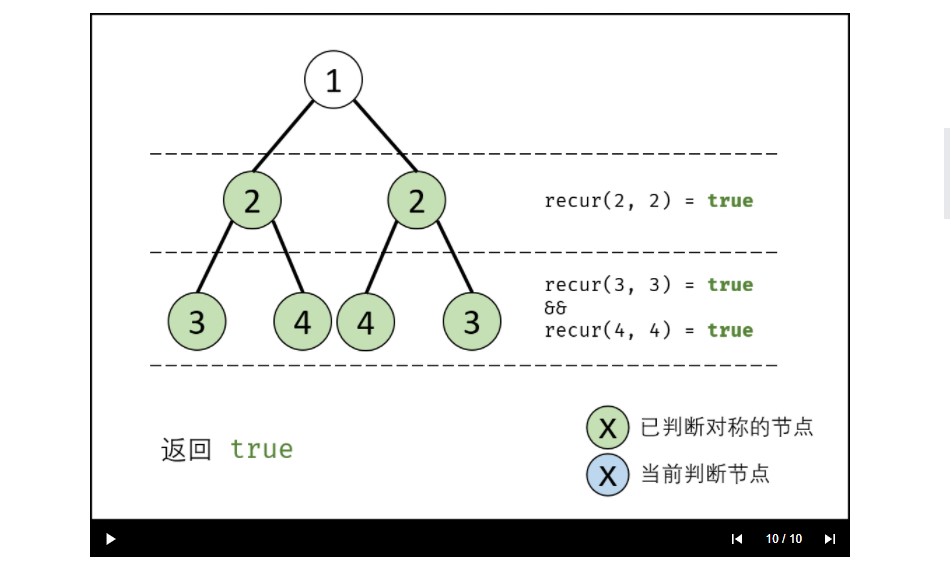 1
2 2 recur(2, 2) = true
recur(3, 3) = true
3 4 4 3 &&
recur(4, 4) = true
X 已判断对称的节点
返回 true
X 当前判断节点
10 / 10